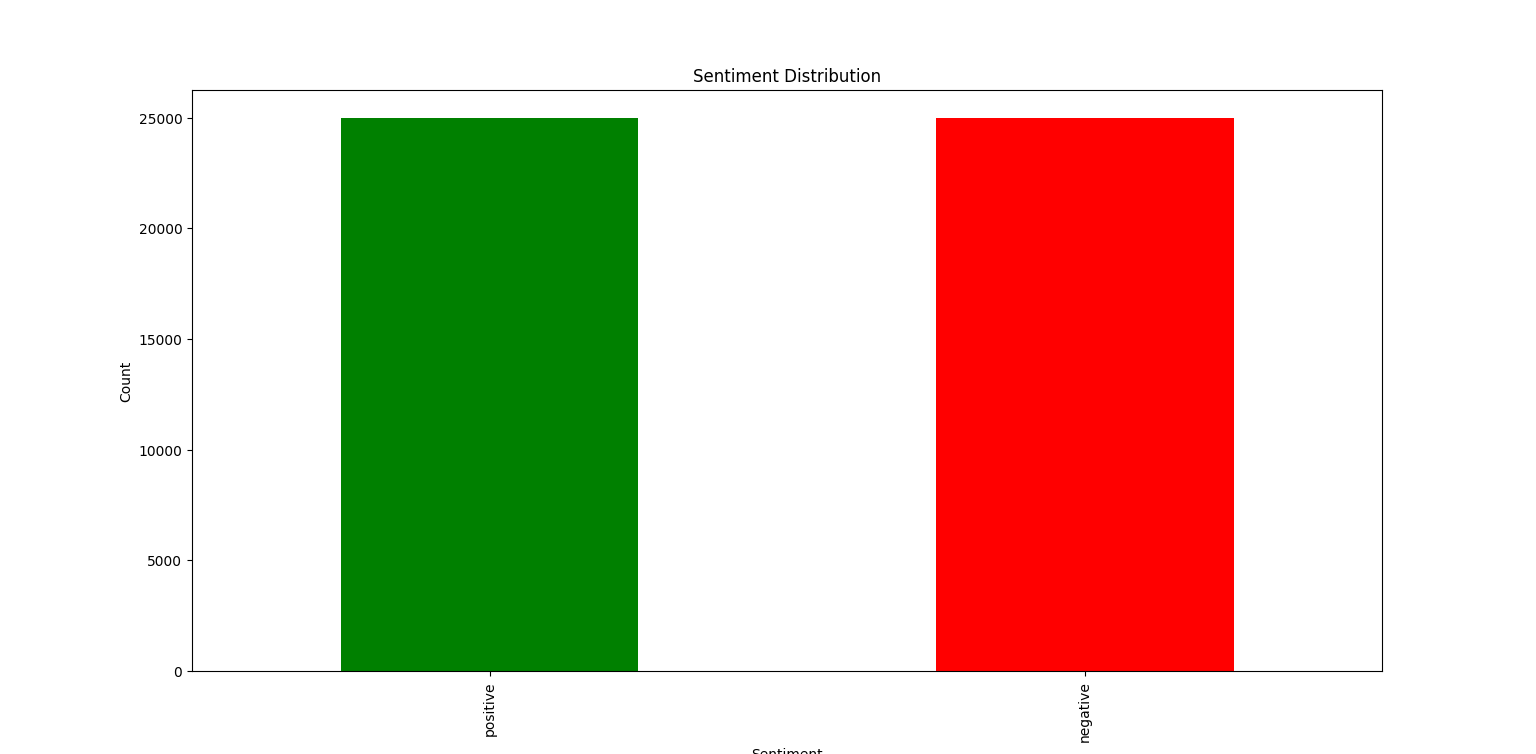 Sentiment Distribution
25000
20000
15000
10000
5000
0
Count
positive
negative
Sentiment